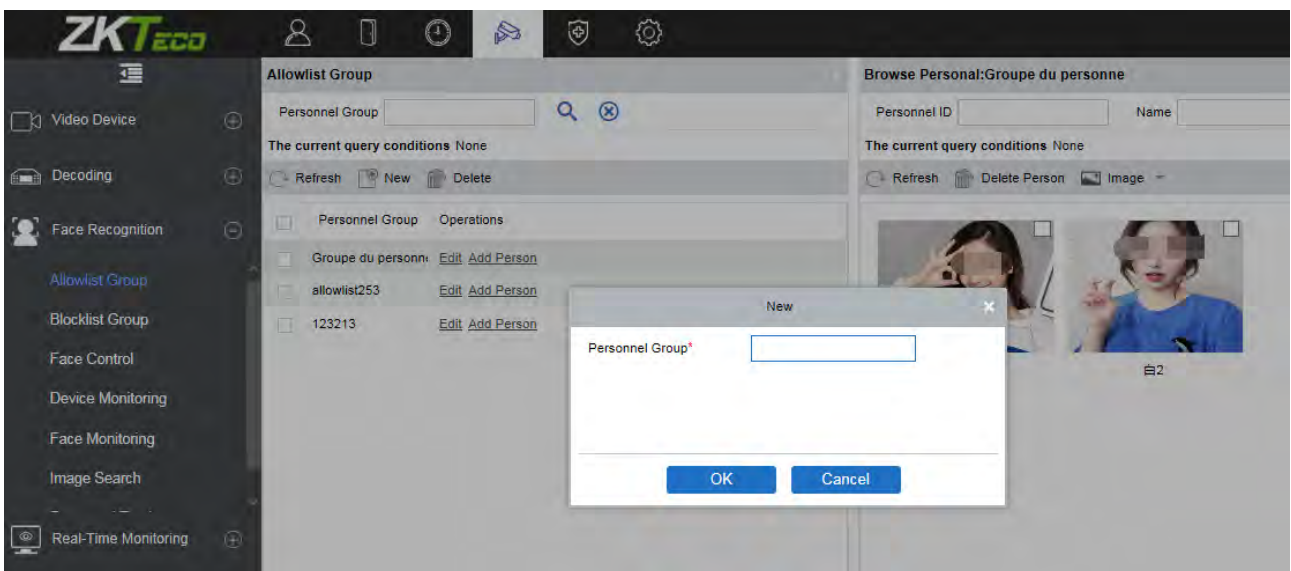 ZKTeco
Allowlist Group
Browse Personal:Groupe du personne
Video Device
Personnel Group
Personnel ID
Name
The current query conditions None
The current query conditions None
Decoding
Refresh
New
Delete
Refresh
Delete Person
Image
Personnel Group
Operations
Face Recognition
Groupe du personn
Edit
Add Person
Allowlist Group
allowlist253
Edit
Add Person
New
Blocklist Group
123213
Edit
Add Person
Personnel Group*
Face Control
白2
Device Monitoring
Face Monitoring
Image Search
OK
Cancel
Real-Time Monitoring